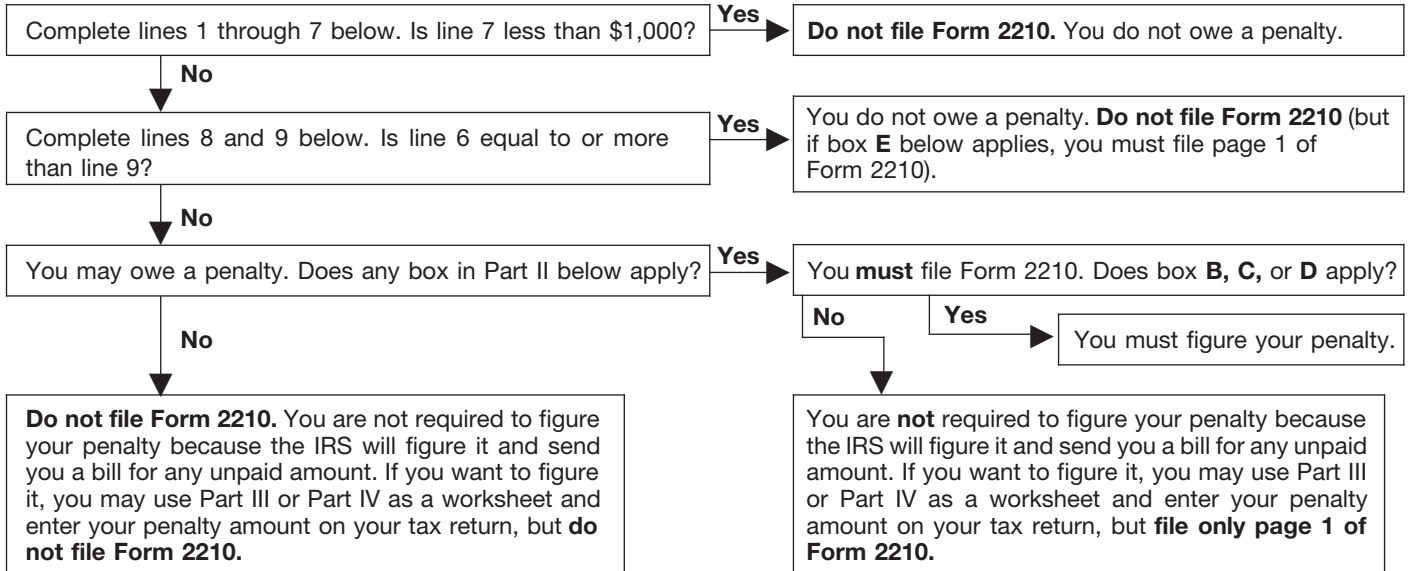 Complete lines 1 through 7 below. Is line 7 less than $1,000?
Yes
Do not file Form 2210. You do not owe a penalty.
No
Complete lines 8 and 9 below. Is line 6 equal to or more
than line 9?
Yes
You do not owe a penalty. Do not file Form 2210 (but
if box E below applies, you must file page 1 of
Form 2210).
No
You may owe a penalty. Does any box in Part II below apply?
Yes
You must file Form 2210. Does box B, C, or D apply?
No
Yes
You must figure your penalty.
No
Do not file Form 2210. You are not required to figure
your penalty because the IRS will figure it and send
you a bill for any unpaid amount. If you want to figure
it, you may use Part III or Part IV as a worksheet and
enter your penalty amount on your tax return, but do
not file Form 2210.
You are not required to figure your penalty because
the IRS will figure it and send you a bill for any unpaid
amount. If you want to figure it, you may use Part III
or Part IV as a worksheet and enter your penalty
amount on your tax return, but file only page 1 of
Form 2210.